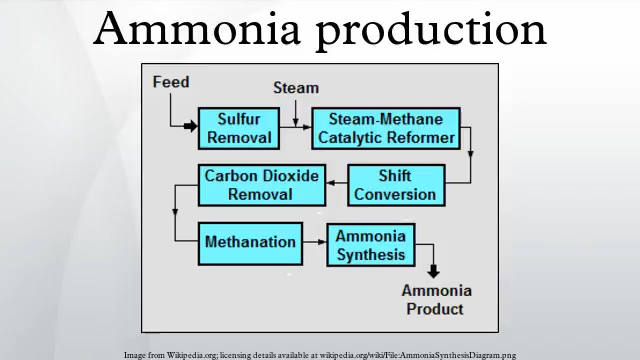 Ammonia production
Feed
Steam
Sulfur
Removal
Steam-Methane
Catalytic Reformer
Carbon Dioxide
Removal
Shift
Conversion
Methanation
Ammonia
Synthesis
Ammonia
Product
Image from Wikipedia.org; licensing details available at wikipedia.org/wiki/File:AmmoniaSynthesisDiagram.png